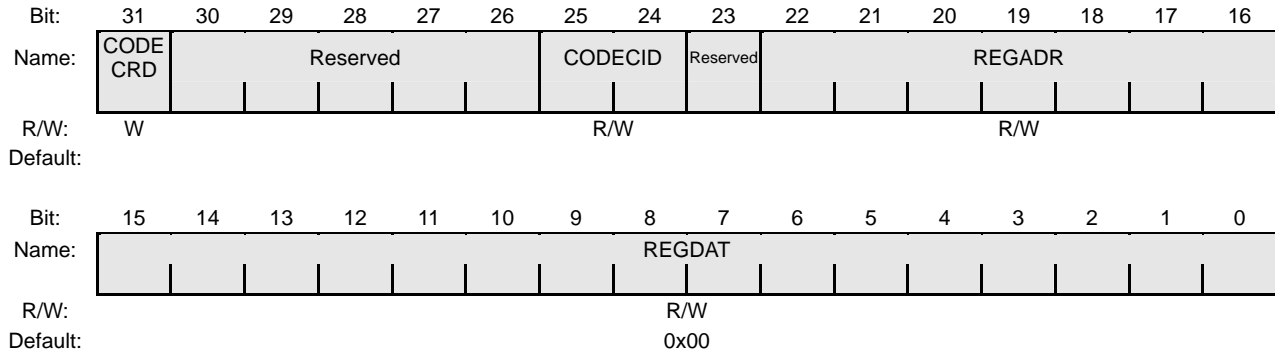 Bit: 31 30 29 28 27 26 25 24 23 22 21 20 19 18 17 16
Name: CODE CRD Reserved CODECID Reserved REGADR
R/W: W R/W R/W
Default:
Bit: 15 14 13 12 11 10 9 8 7 6 5 4 3 2 1 0
Name: REGDAT
R/W: R/W
Default: 0x00